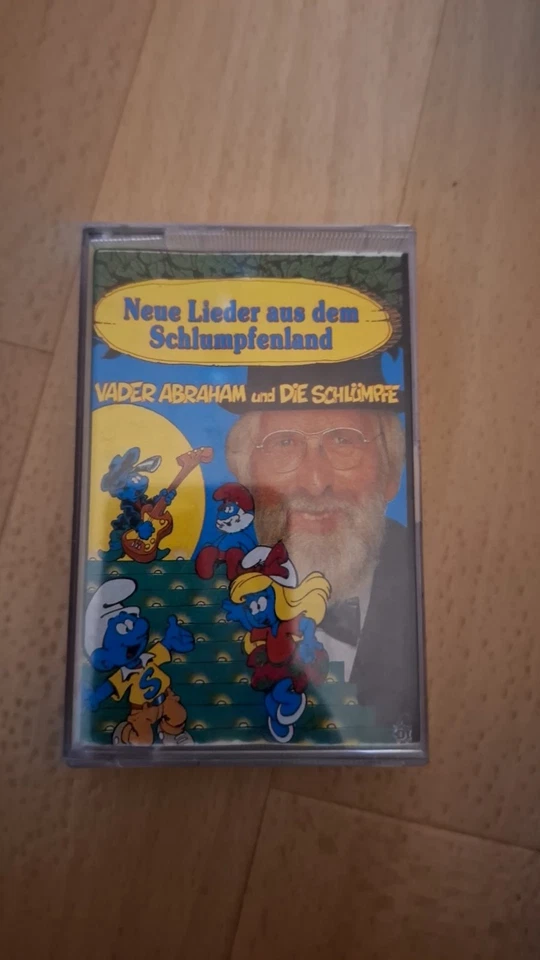 Neue Lieder aus dem
Schlumpfenland
VADER ABRAHAM und DIE SCHLÜMPFE
S